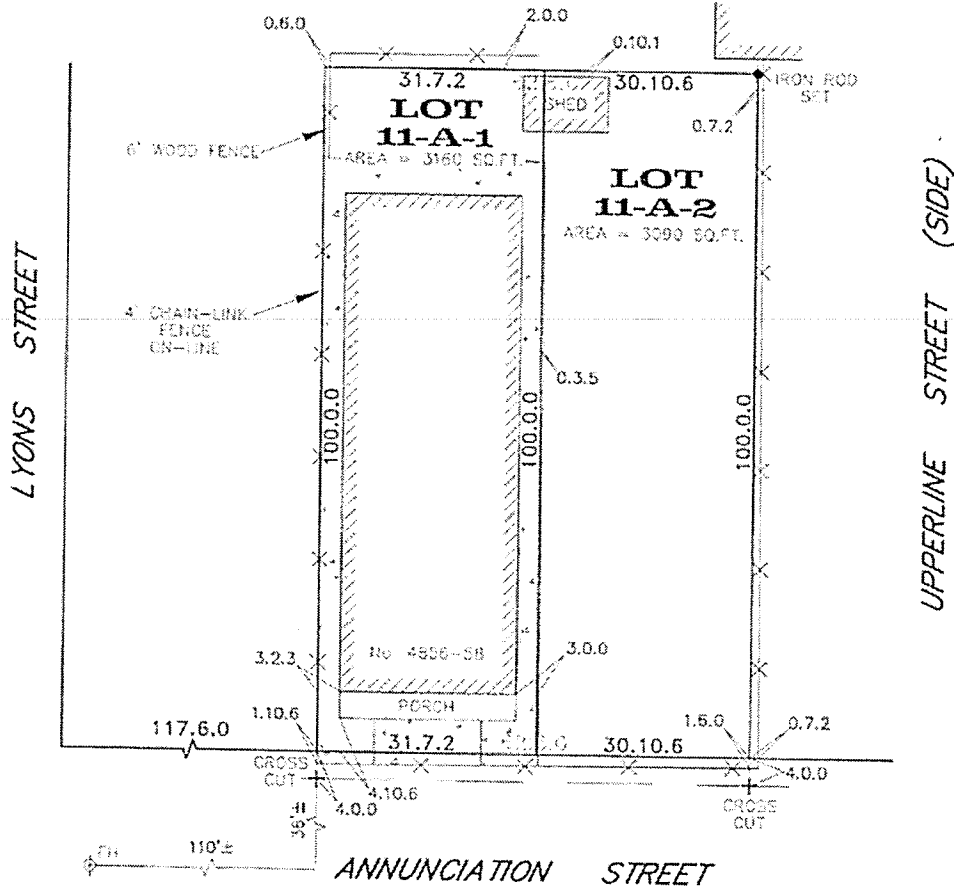 0.6.0
2.0.0
0.10.1
31.7.2
30.10.6
IRON ROD
SET
LOT
11-A-1
SHED
0.7.2
6' WOOD FENCE
AREA = 3160 SQ.FT.
LOT
11-A-2
AREA = 3090 SQ.FT.
LYONS STREET
UPPERLINE STREET (SIDE)
4' CHAIN-LINK
FENCE
ON-LINE
0.3.5
100.0.0
100.0.0
100.0.0
3.2.3
No 4856-58
3.0.0
PORCH
117.6.0
1.10.6
31.7.2
30.10.6
1.6.0
0.7.2
CROSS
CUT
4.10.6
4.0.0
4.0.0
CROSS
CUT
36'±
FH
110'±
ANNUNCIATION STREET